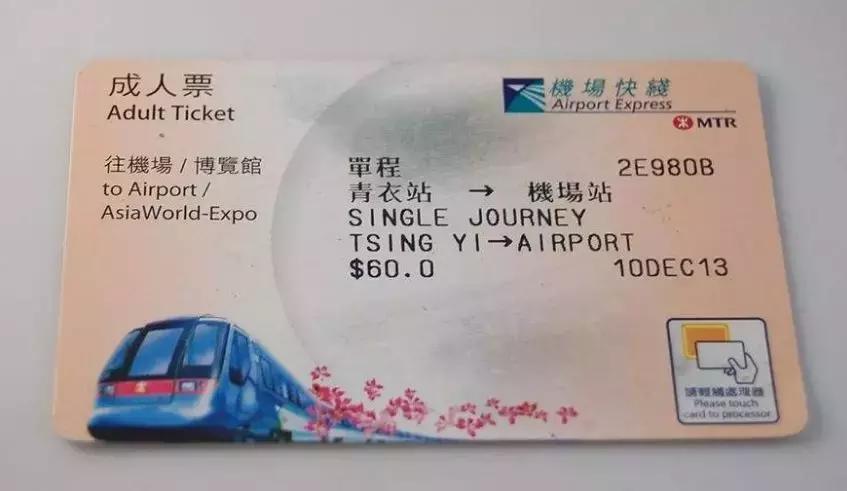 成人票
Adult Ticket
機場快綫
Airport Express
MTR
往機場 / 博覽館
to Airport /
AsiaWorld-Expo
單程 2E980B
青衣站 → 機場站
SINGLE JOURNEY
TSING YI→AIRPORT
$60.0 10DEC13
請輕觸處理器
Please touch
card to processor